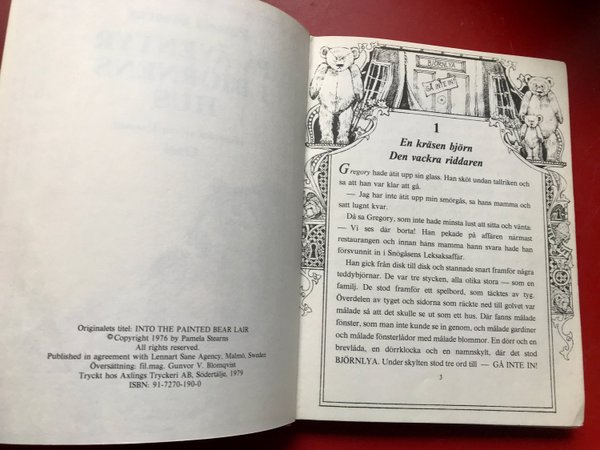 Originalets titel: INTO THE PAINTED BEAR LAIR
©Copyright 1976 by Pamela Stearns
All rights reserved.
Published in agreement with Lennart Sane Agency, Malmö, Sweden
Översättning: fil.mag. Gunvor V. Blomqvist
Tryckt hos Axlings Tryckeri AB, Södertälje, 1979
ISBN: 91-7270-190-0
BJÖRNLYA
GÅ INTE IN!
1
En kräsen björn
Den vackra riddaren
Gregory hade ätit upp sin glass. Han sköt undan tallriken och
sa att han var klar att gå.
— Jag har inte ätit upp min smörgås, sa hans mamma och
satt lugnt kvar.
Då sa Gregory, som inte hade minsta lust att sitta och vänta.
— Vi ses där borta! Han pekade på affären närmast
restaurangen och innan hans mamma hann svara hade han
försvunnit in i Snögåsens Leksaksaffär.
Han gick från disk till disk och stannade snart framför några
teddybjörnar. De var tre stycken, alla olika stora — som en
familj. De stod framför ett spelbord, som täcktes av tyg.
Överdelen av tyget och sidorna som räckte ned till golvet var
målade så att det skulle se ut som ett hus. Där fanns målade
fönster, som man inte kunde se in genom, och målade gardiner
och målade fönsterlådor med målade blommor. En dörr och en
brevlåda, en dörrklocka och en namnskylt, där det stod
BJÖRNLYA. Under skylten stod tre ord till — GÅ INTE IN!
3